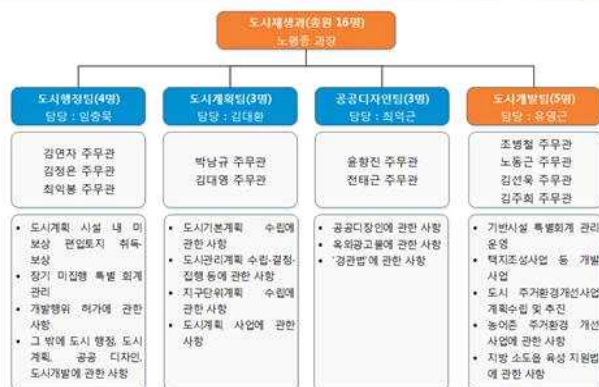 도시재생과(총원 16명)
노평종 과장
도시행정팀(4명)
담당 : 임충묵
도시계획팀(3명)
담당 : 김대환
공공디자인팀(3명)
담당 : 최억근
도시개발팀(5명)
담당 : 유영근
김연자 주무관
김정은 주무관
최익봉 주무관
박남규 주무관
김대영 주무관
윤항진 주무관
전태근 주무관
조병철 주무관
노동근 주무관
김선욱 주무관
김주희 주무관
• 도시계획 시설 내 미
보상 편입토지 취득·
보상
• 장기 미집행 특별 회계
관리
• 개발행위 허가에 관한
사항
• 그 밖에 도시 행정, 도시
계획, 공공 디자인,
도시개발에 관한 사항
• 도시기본계획 수립에
관한 사항
• 도시관리계획 수립·결정·
집행 등에 관한 사항
• 지구단위계획 수립에
관한 사항
• 도시계획 사업에 관한
사항
• 공공디장인에 관한 사항
• 옥외광고물에 관한 사항
• '경관법'에 관한 사항
• 기반시설 특별회계 관리
운영
• 택지조성사업 등 개발
사업
• 도시 주거환경개선사업
계획수립 및 추진
• 농어촌 주거환경 개선
사업에 관한 사항
• 지방 소도읍 육성 지원법
에 관한 사항